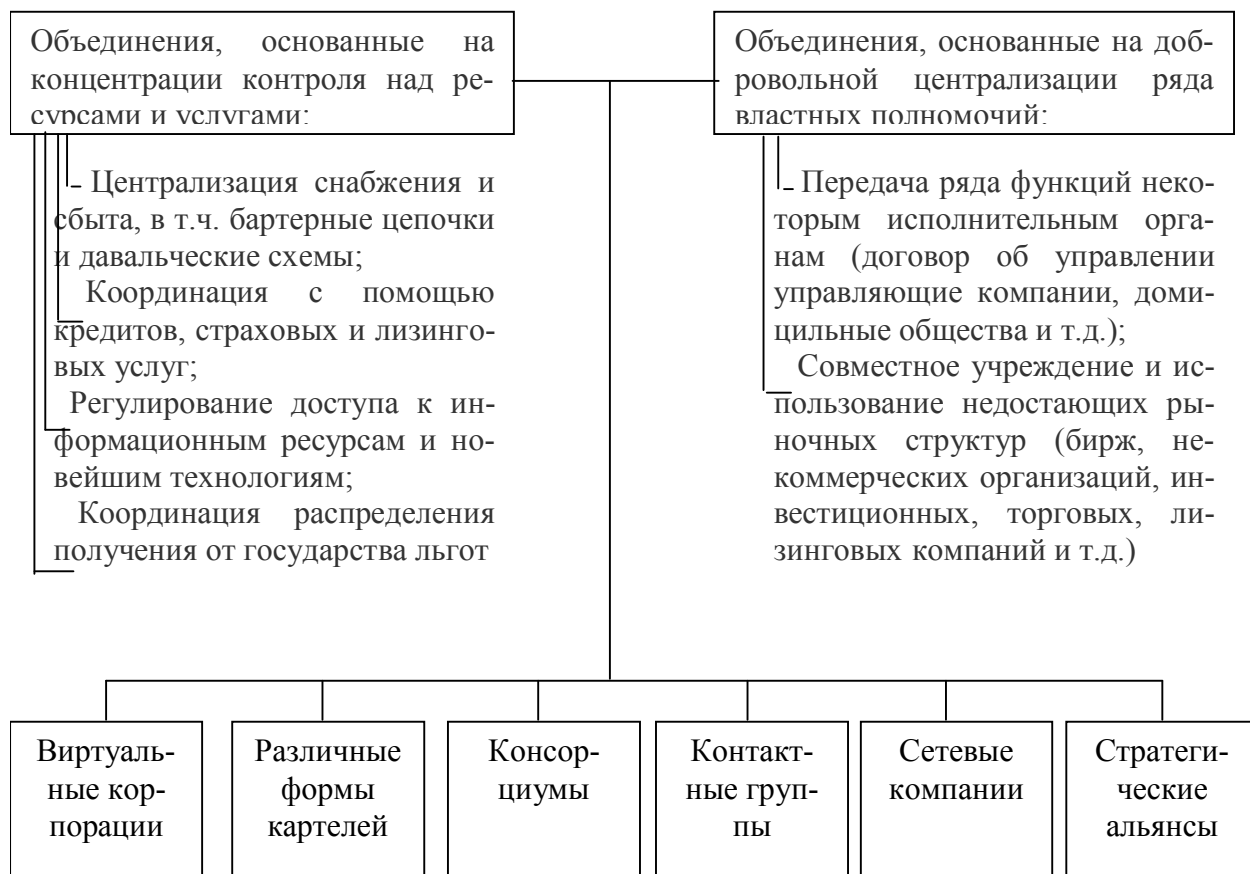 Объединения, основанные на
концентрации контроля над ре-
сурсами и услугами:
– Централизация снабжения и
сбыта, в т.ч. бартерные цепочки
и давальческие схемы;
Координация с помощью
кредитов, страховых и лизинго-
вых услуг;
Регулирование доступа к ин-
формационным ресурсам и но-
вейшим технологиям;
Координация распределения
получения от государства льгот
Объединения, основанные на доб-
ровольной централизации ряда
властных полномочий:
– Передача ряда функций неко-
торым исполнительным орга-
нам (договор об управлении
управляющие компании, доми-
цильные общества и т.д.);
Совместное учреждение и ис-
пользование недостающих ры-
ночных структур (бирж, не-
коммерческих организаций, ин-
вестиционных, торговых, ли-
зинговых компаний и т.д.)
Виртуаль-
ные кор-
порации
Различные
формы
картелей
Консор-
циумы
Контакт-
ные груп-
пы
Сетевые
компании
Стратеги-
ческие
альянсы